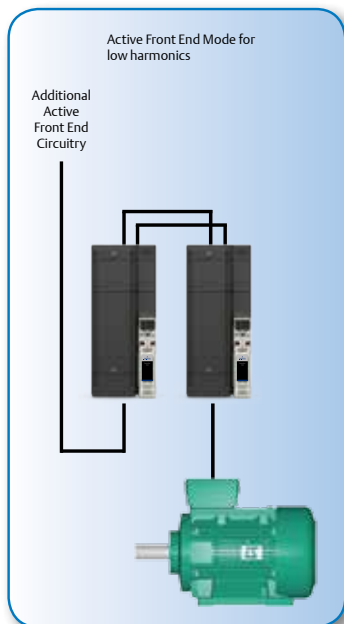 Active Front End Mode for
low harmonics
Additional
Active
Front End
Circuitry